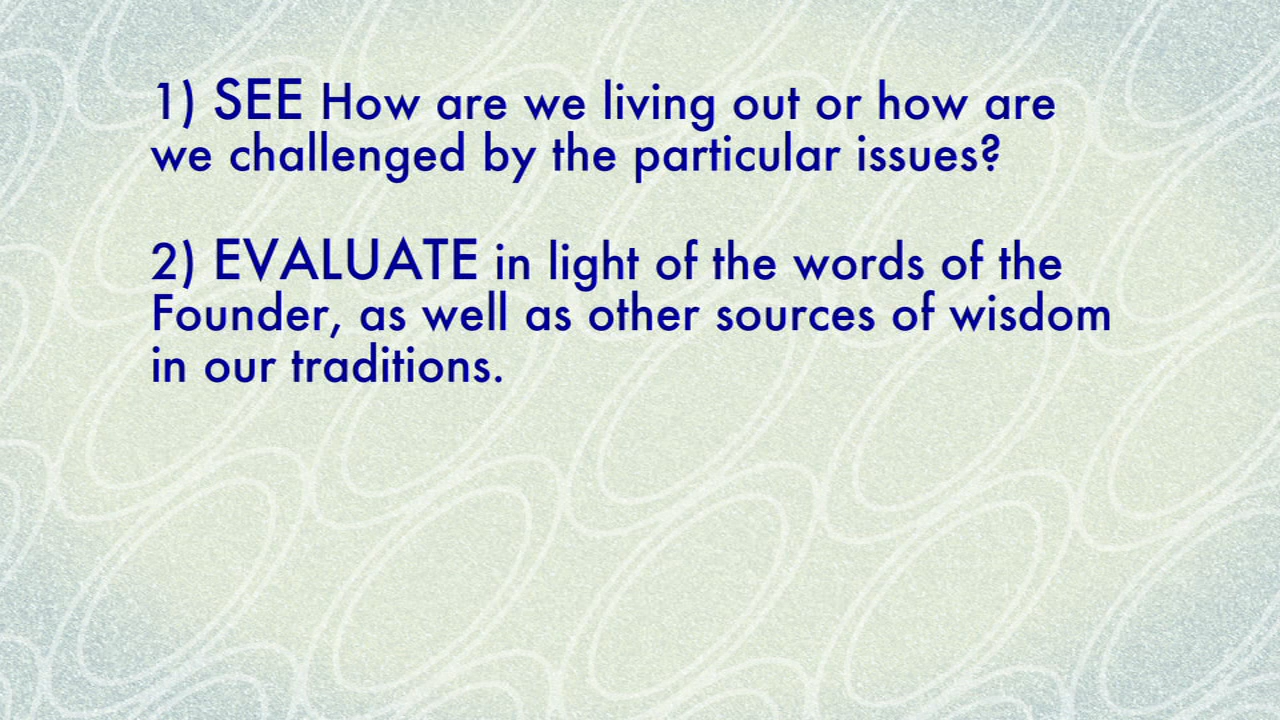 1) SEE How are we living out or how are
we challenged by the particular issues?
2) EVALUATE in light of the words of the
Founder, as well as other sources of wisdom
in our traditions.